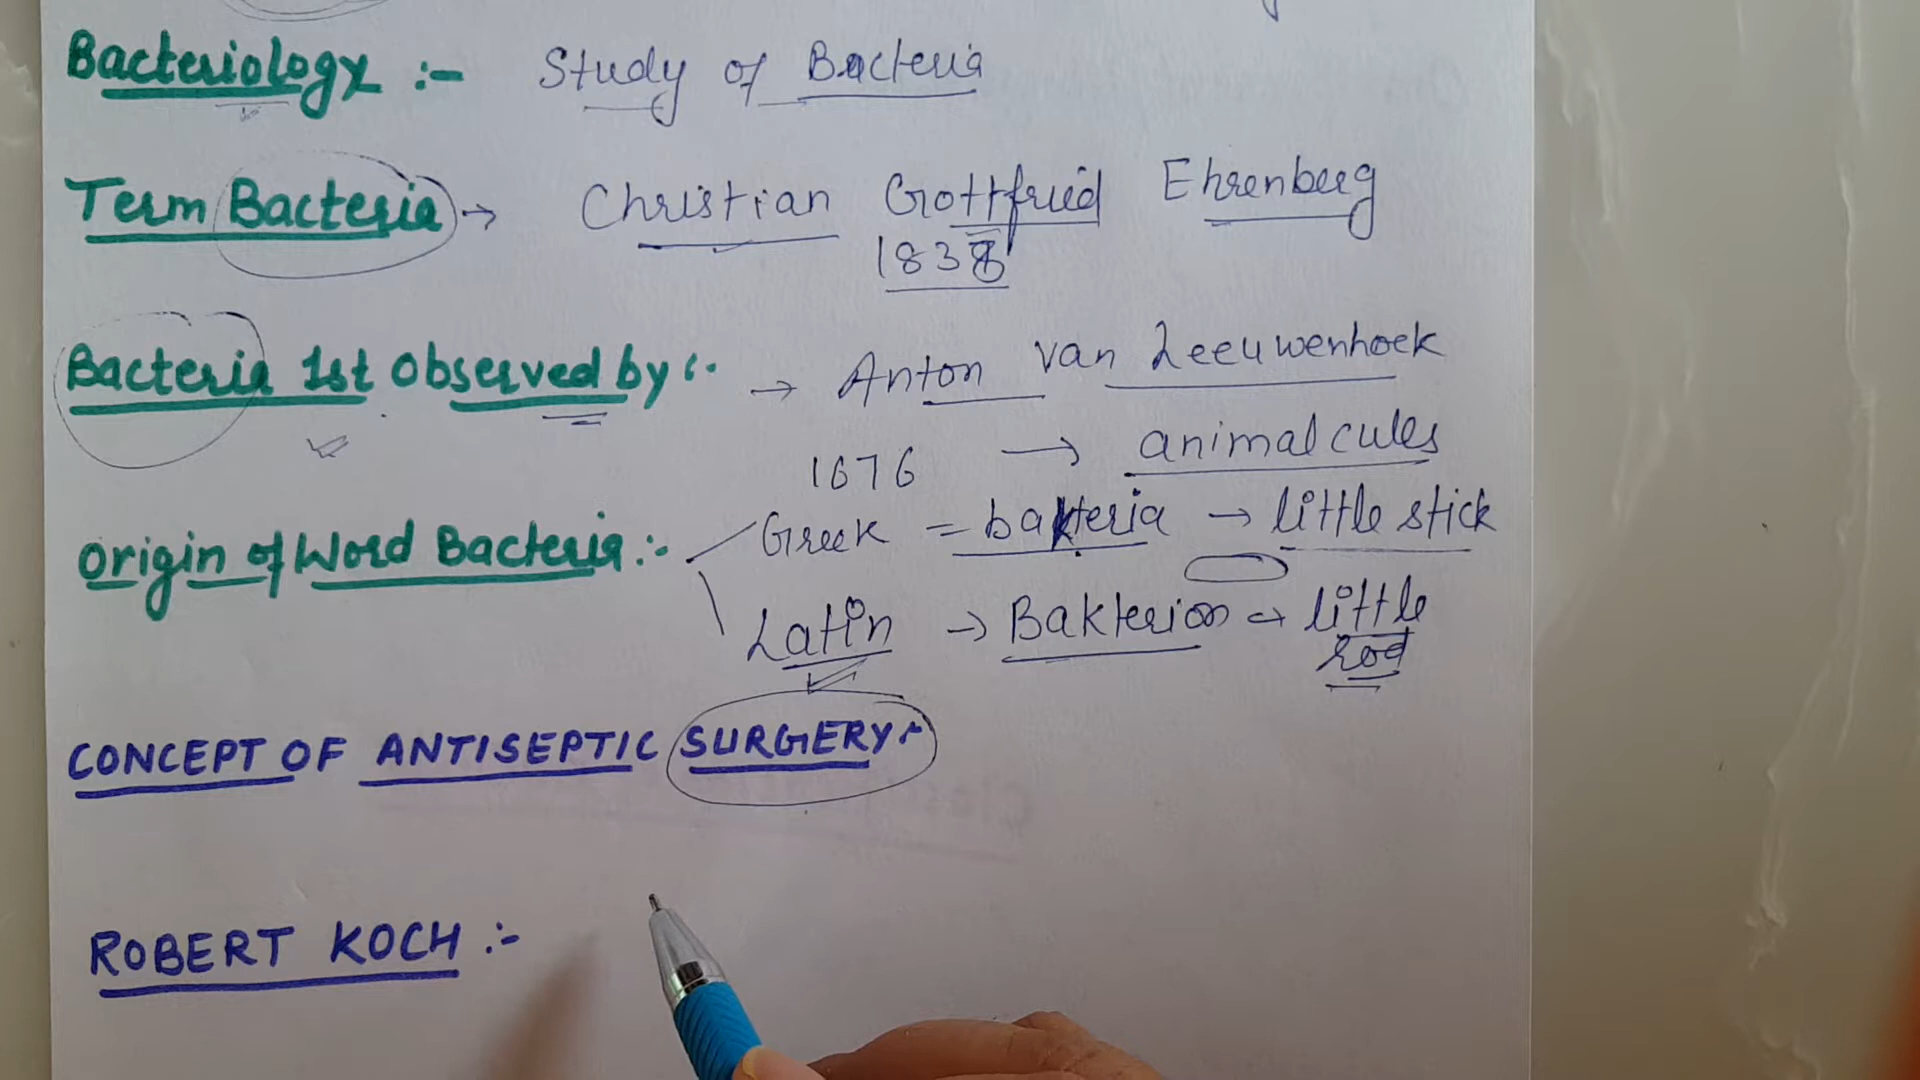 Bacteriology :- Study of Bacteria
Term Bacteria → Christian Gottfried Ehrenberg
1838
Bacteria 1st Observed by :- → Anton van Leeuwenhoek
1676 → animalcules
Origin of Word Bacteria :- Greek = bakteria → little stick
Latin → Bakterion → little
rod
CONCEPT OF ANTISEPTIC SURGERY :-
ROBERT KOCH :-